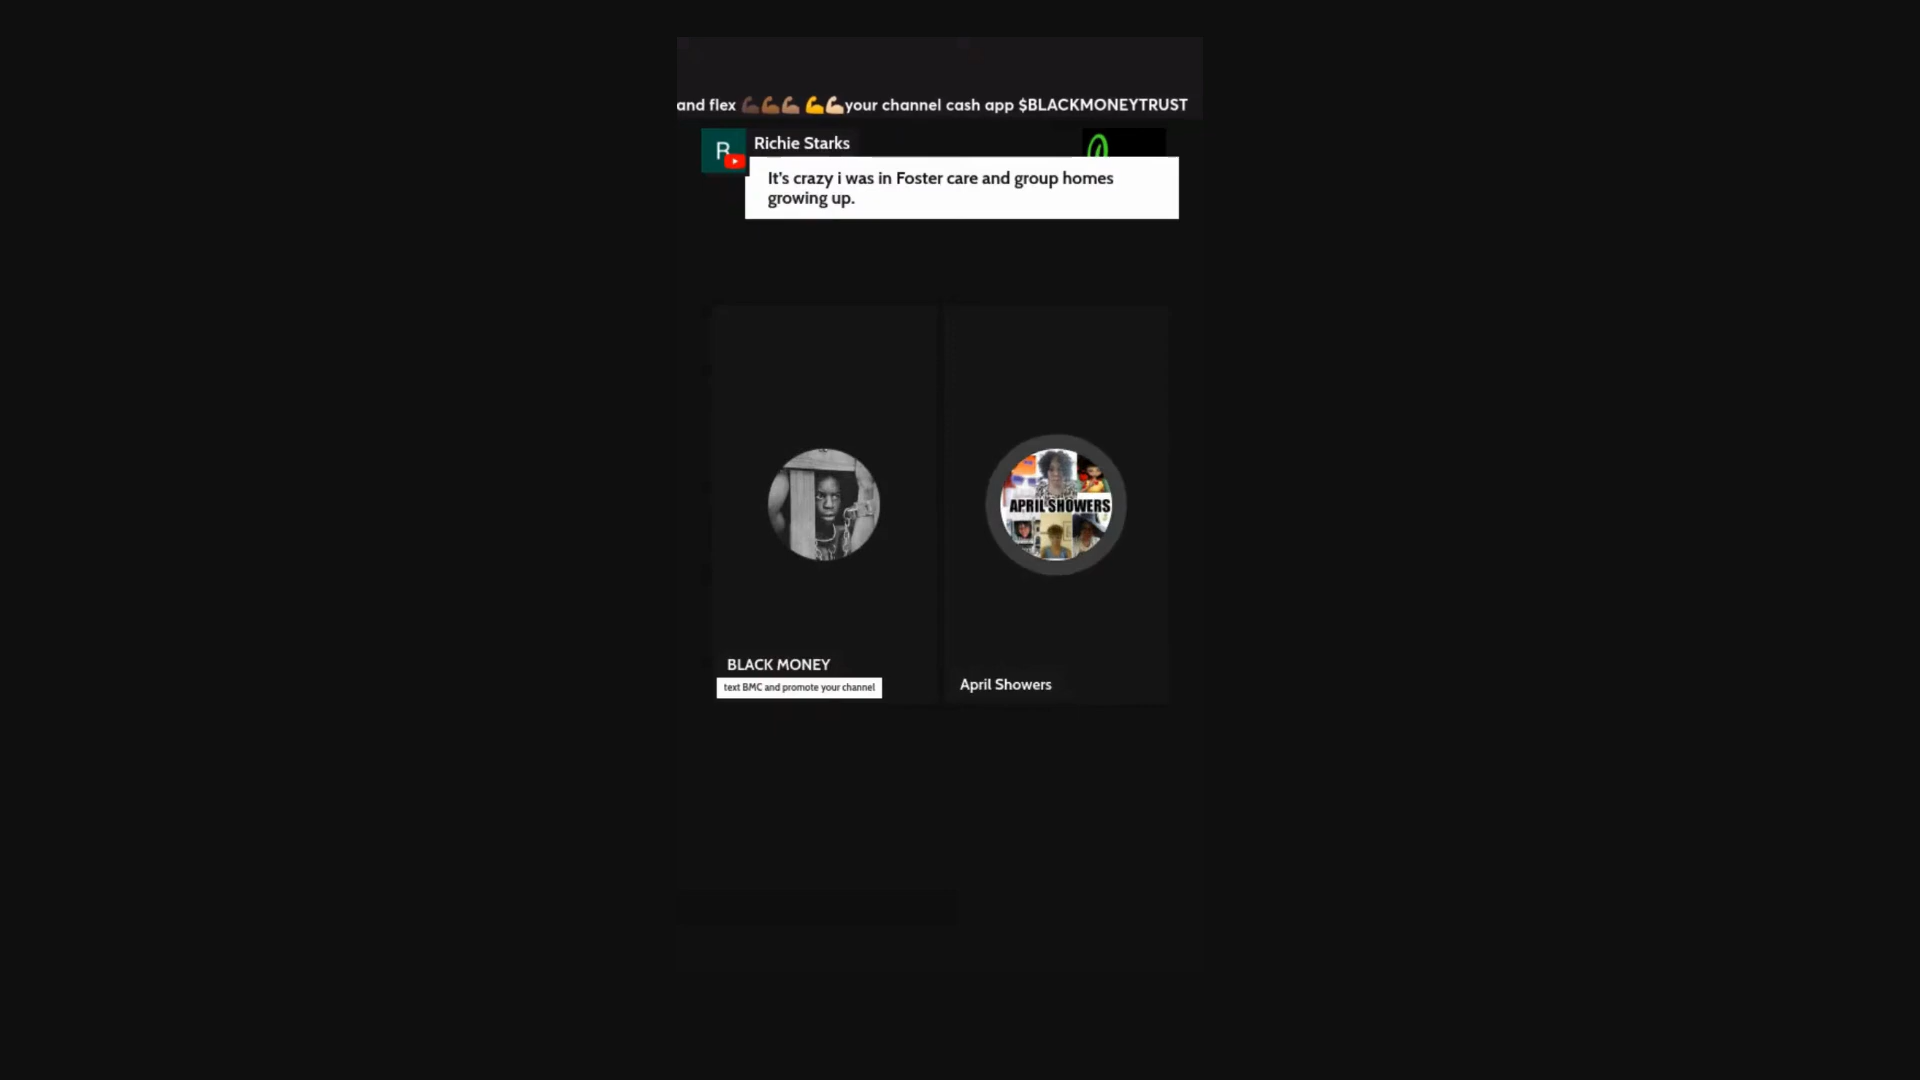 and flex 💪🏿💪🏾💪🏽 💪💪🏼your channel cash app $BLACKMONEYTRUST
R
Richie Starks
It's crazy i was in Foster care and group homes
growing up.
APRIL SHOWERS
BLACK MONEY
text BMC and promote your channel
April Showers